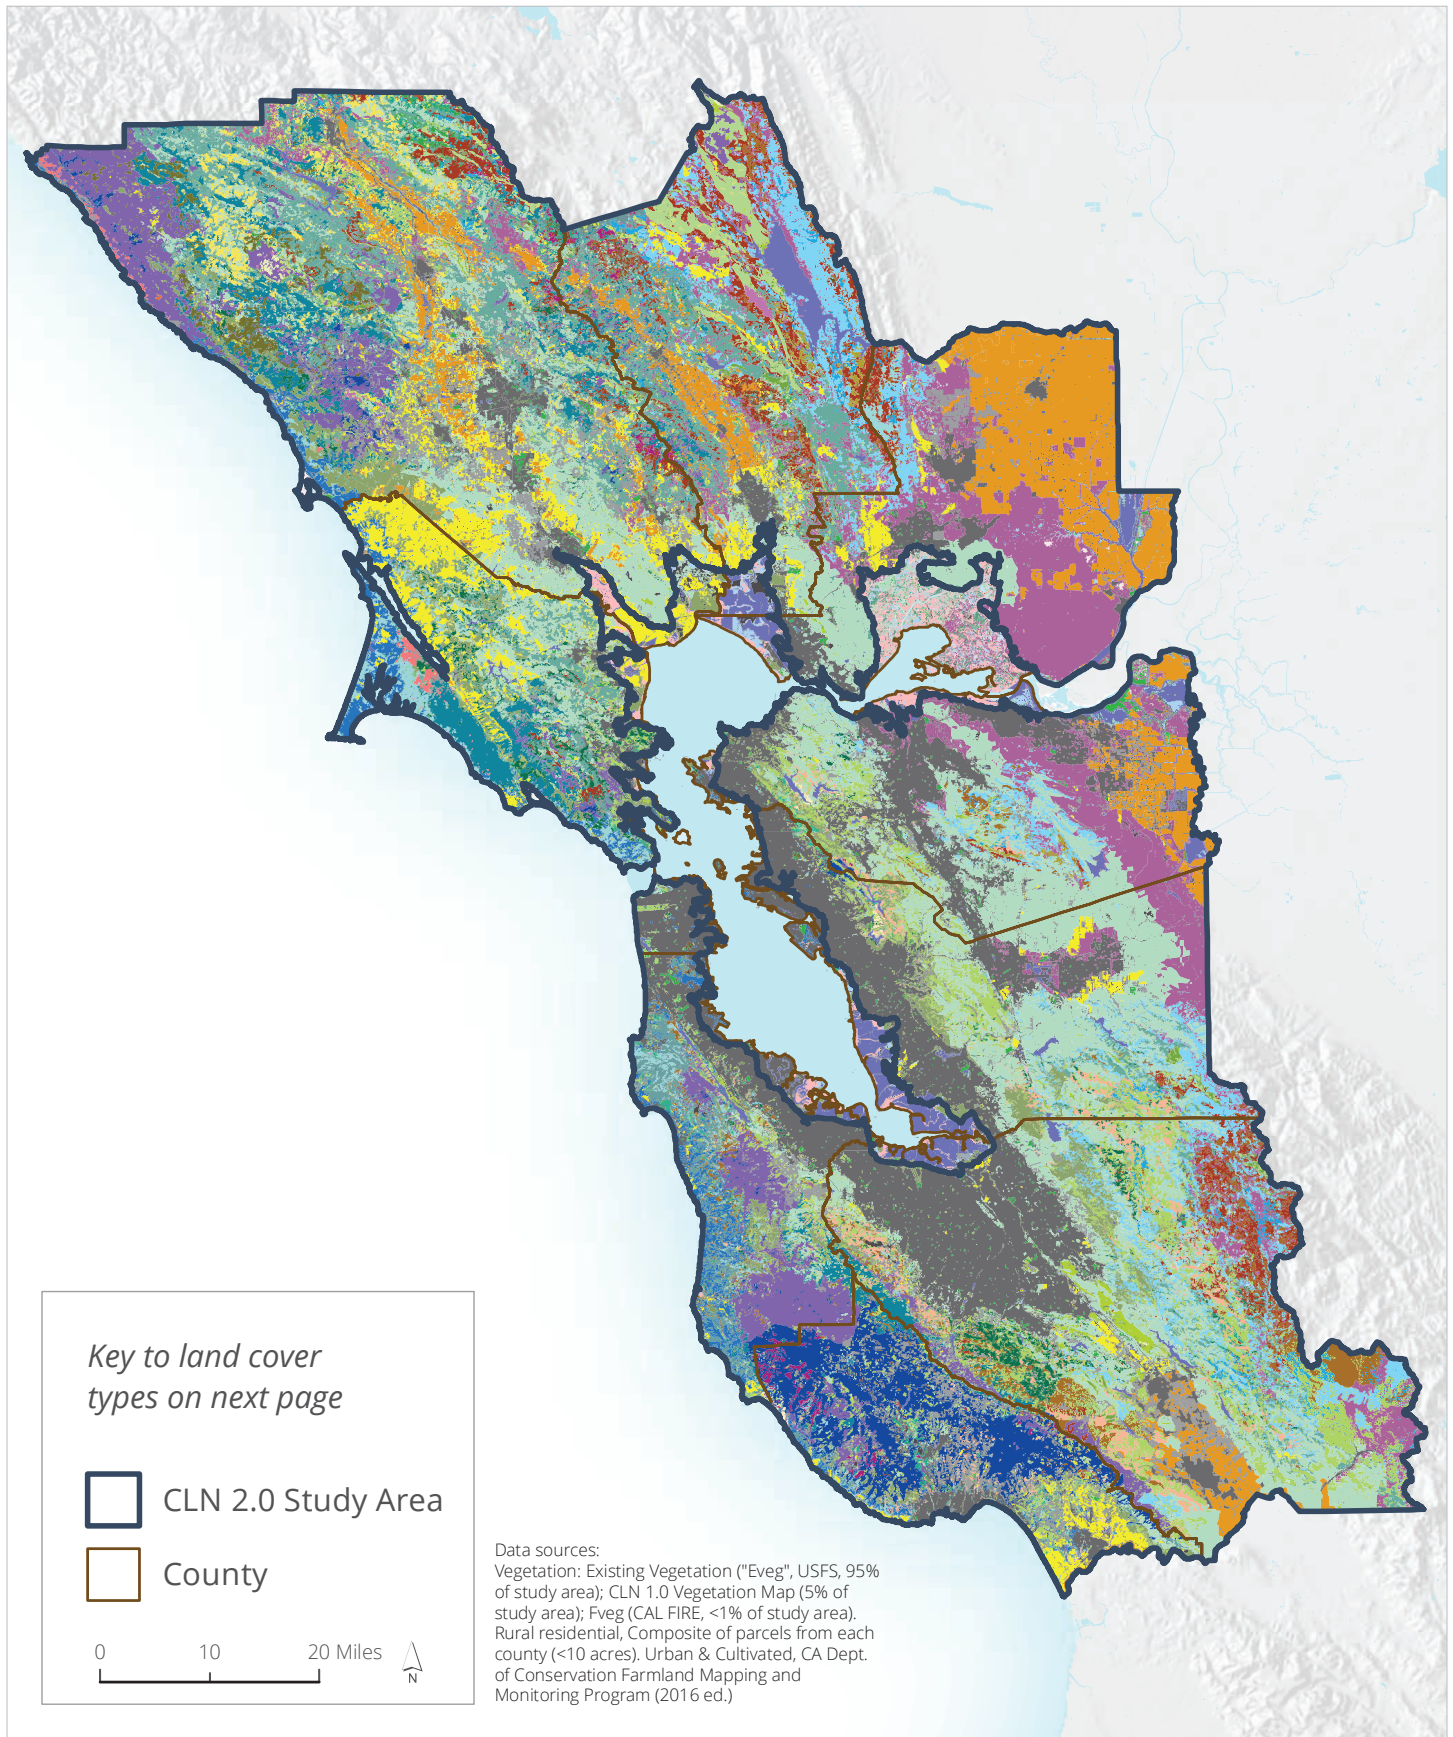 Key to land cover
types on next page
CLN 2.0 Study Area
County
0 10 20 Miles
N
Data sources:
Vegetation: Existing Vegetation ("Eveg", USFS, 95%
of study area); CLN 1.0 Vegetation Map (5% of
study area); Fveg (CAL FIRE, <1% of study area).
Rural residential, Composite of parcels from each
county (<10 acres). Urban & Cultivated, CA Dept.
of Conservation Farmland Mapping and
Monitoring Program (2016 ed.)